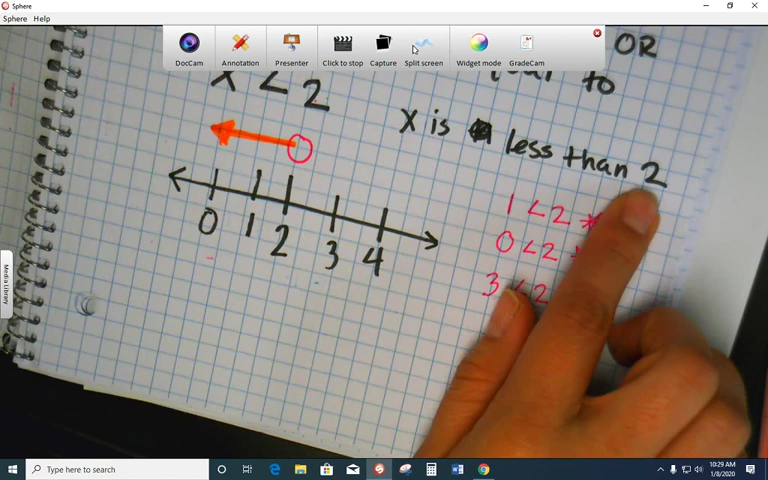 Sphere
Sphere Help
DocCam
Annotation
Presenter
Click to stop
Capture
Split screen
Widget mode
GradeCam
OR
to
X < 2
X is less than 2
0 1 2 3 4
1 < 2
0 < 2
3 < 2
Media Library
Type here to search
10:29 AM
1/8/2020